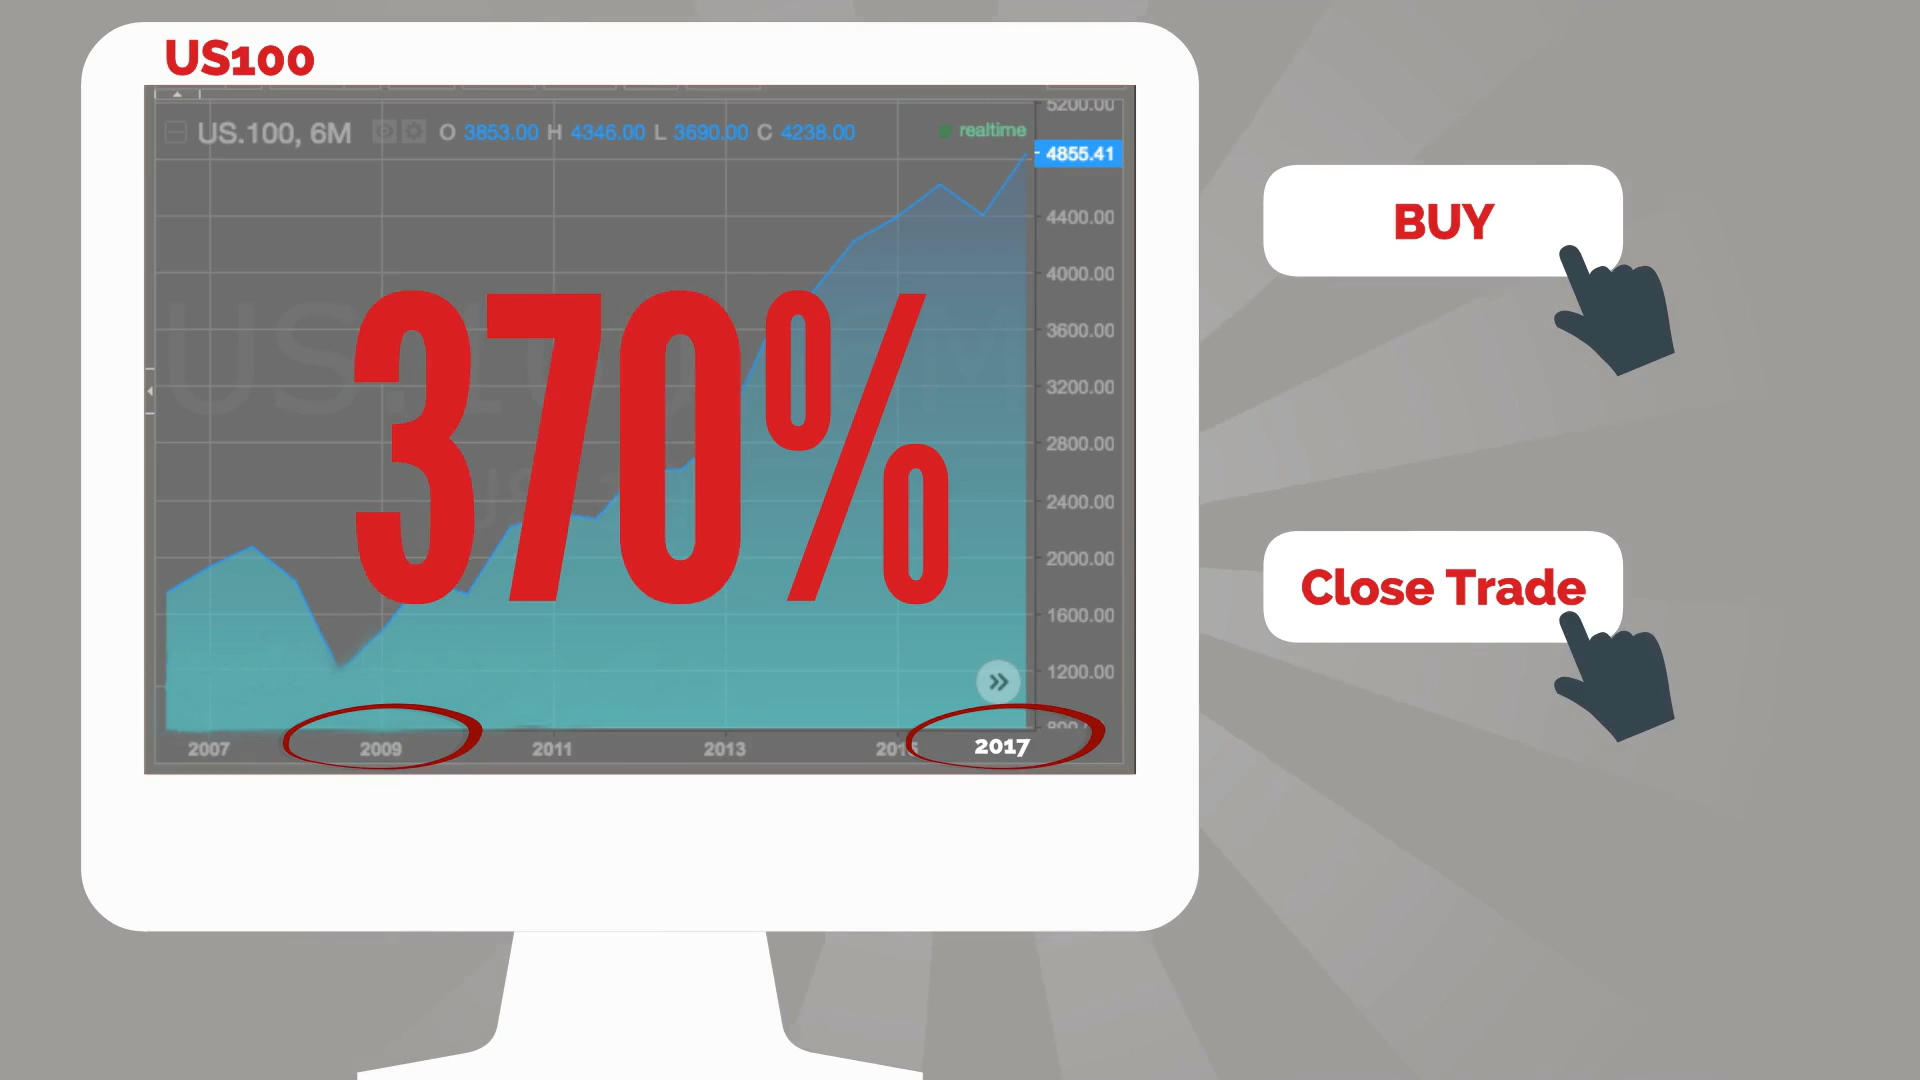 US100
US.100, 6M O 3853.00 H 4346.00 L 3690.00 C 4238.00 realtime
5200.00
4855.41
4400.00
4000.00
3600.00
3200.00
2800.00
2400.00
2000.00
1600.00
1200.00
370%
2007 2009 2011 2013 2017
BUY
Close Trade